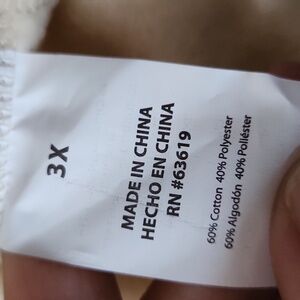 3X
MADE IN CHINA
HECHO EN CHINA
RN #63619
60% Cotton 40% Polyester
60% Algodón 40% Poliéster